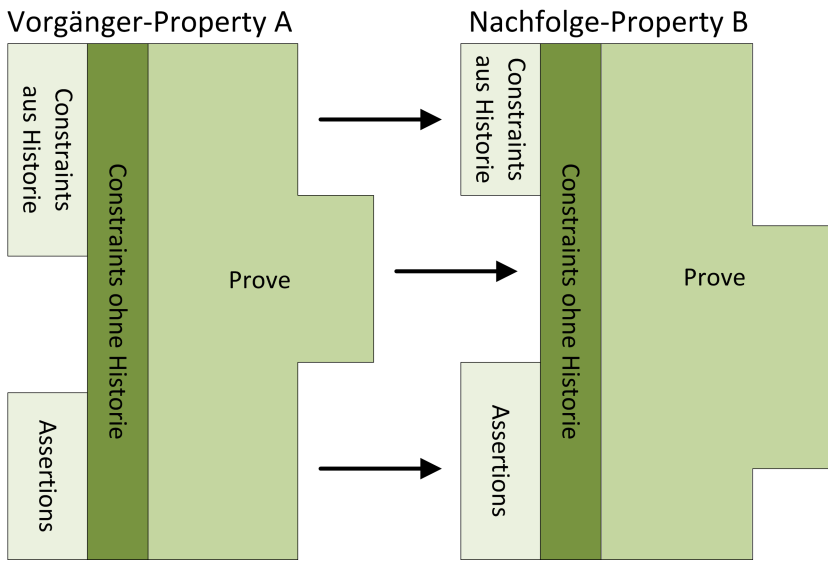 Vorgänger-Property A
Nachfolge-Property B
Constraints
aus Historie
Constraints ohne Historie
Prove
Assertions
Constraints
aus Historie
Constraints ohne Historie
Prove
Assertions